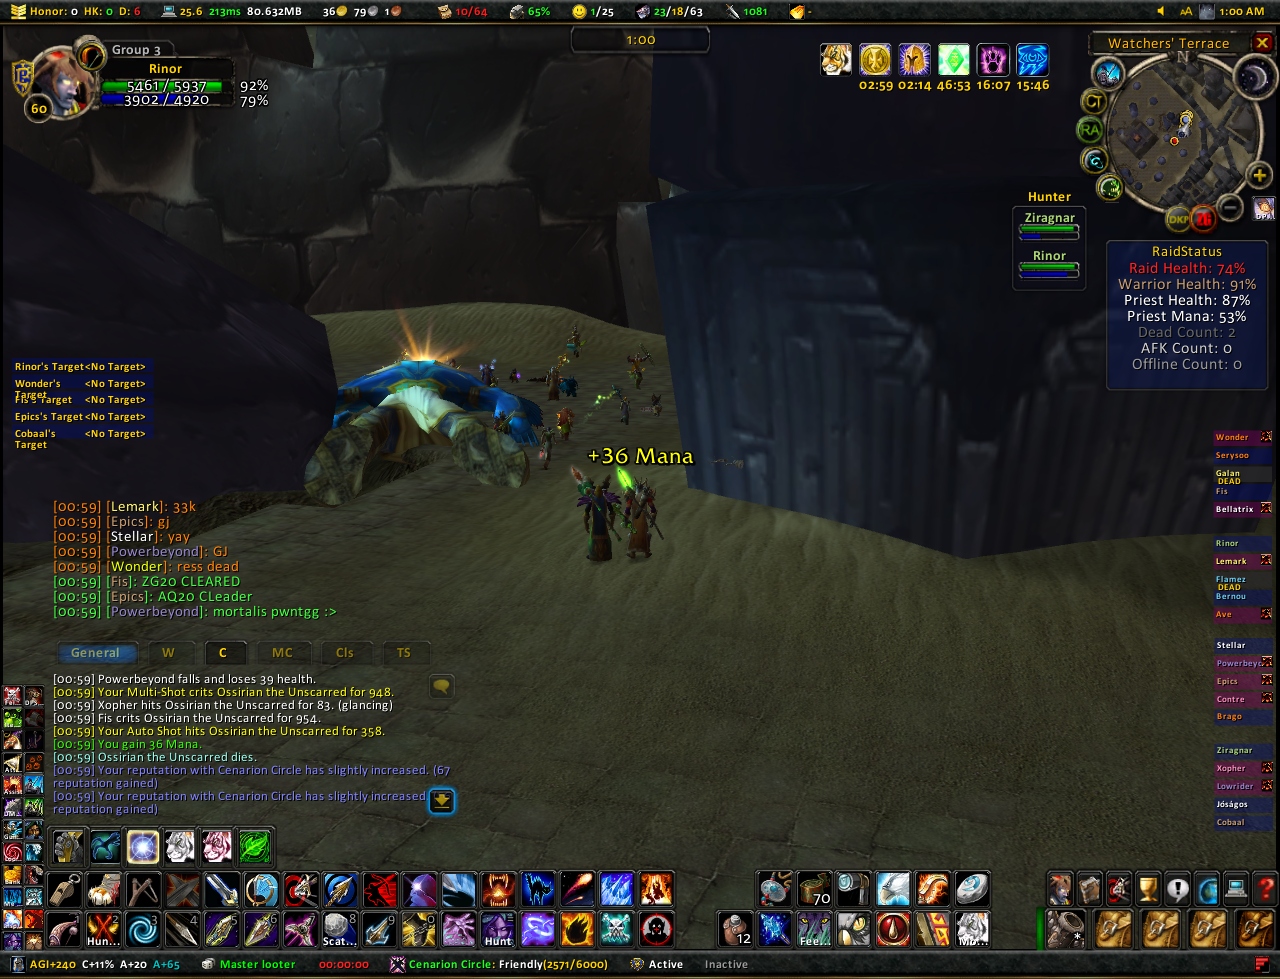 Honor: 0 HK: 0 D: 6 25.6 213ms 80.632MB 36 79 1 10/64 65% 1/25 23/18/63 1081 - AA 1:00 AM
1:00
Watchers' Terrace
N
Group 3
Rinor
5461 / 5937 92%
3902 / 4920 79%
60
02:59 02:14 46:53 16:07 15:46
CT
RA
DKP
Hunter
Ziragnar
Rinor
RaidStatus
Raid Health: 74%
Warrior Health: 91%
Priest Health: 87%
Priest Mana: 53%
Dead Count: 2
AFK Count: 0
Offline Count: 0
Rinor's Target <No Target>
Wonder's Target <No Target>
Fis's Target <No Target>
Epics's Target <No Target>
Cobaal's Target <No Target>
+36 Mana
[00:59] [Lemark]: 33k
[00:59] [Epics]: gj
[00:59] [Stellar]: yay
[00:59] [Powerbeyond]: GJ
[00:59] [Wonder]: ress dead
[00:59] [Fis]: ZG20 CLEARED
[00:59] [Epics]: AQ20 CLeader
[00:59] [Powerbeyond]: mortalis pwntgg :>
General W C MC Cls TS
[00:59] Powerbeyond falls and loses 39 health.
[00:59] Your Multi-Shot crits Ossirian the Unscarred for 948.
[00:59] Xopher hits Ossirian the Unscarred for 83. (glancing)
[00:59] Fis crits Ossirian the Unscarred for 954.
[00:59] Your Auto Shot hits Ossirian the Unscarred for 358.
[00:59] You gain 36 Mana.
[00:59] Ossirian the Unscarred dies.
[00:59] Your reputation with Cenarion Circle has slightly increased. (67
reputation gained)
[00:59] Your reputation with Cenarion Circle has slightly increased
reputation gained)
Wonder
Serysoo
Galan
DEAD
Fis
Bellatrix
Rinor
Lemark
Flamez
DEAD
Bernou
Ave
Stellar
Powerbeyc
Epics
Contre
Brago
Ziragnar
Xopher
Lowrider
Jóságos
Cobaal
70
Hun... Scat... Hunt 12 Fee...
AGI+240 C+11% A+20 A+65 Master looter 00:00:00 Cenarion Circle: Friendly(2571/6000) Active Inactive